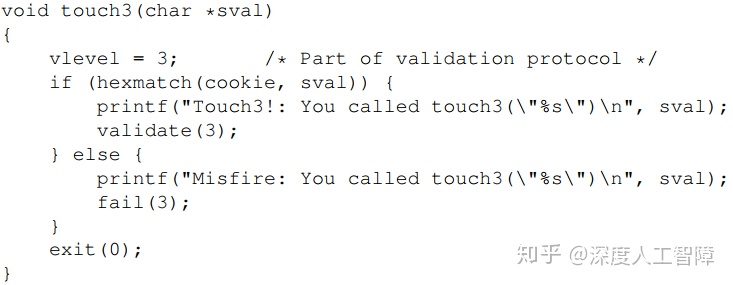 void touch3(char *sval)
{
    vlevel = 3;       /* Part of validation protocol */
    if (hexmatch(cookie, sval)) {
        printf("Touch3!: You called touch3(\"%s\")\n", sval);
        validate(3);
    } else {
        printf("Misfire: You called touch3(\"%s\")\n", sval);
        fail(3);
    }
    exit(0);
}
知乎 @深度人工智障